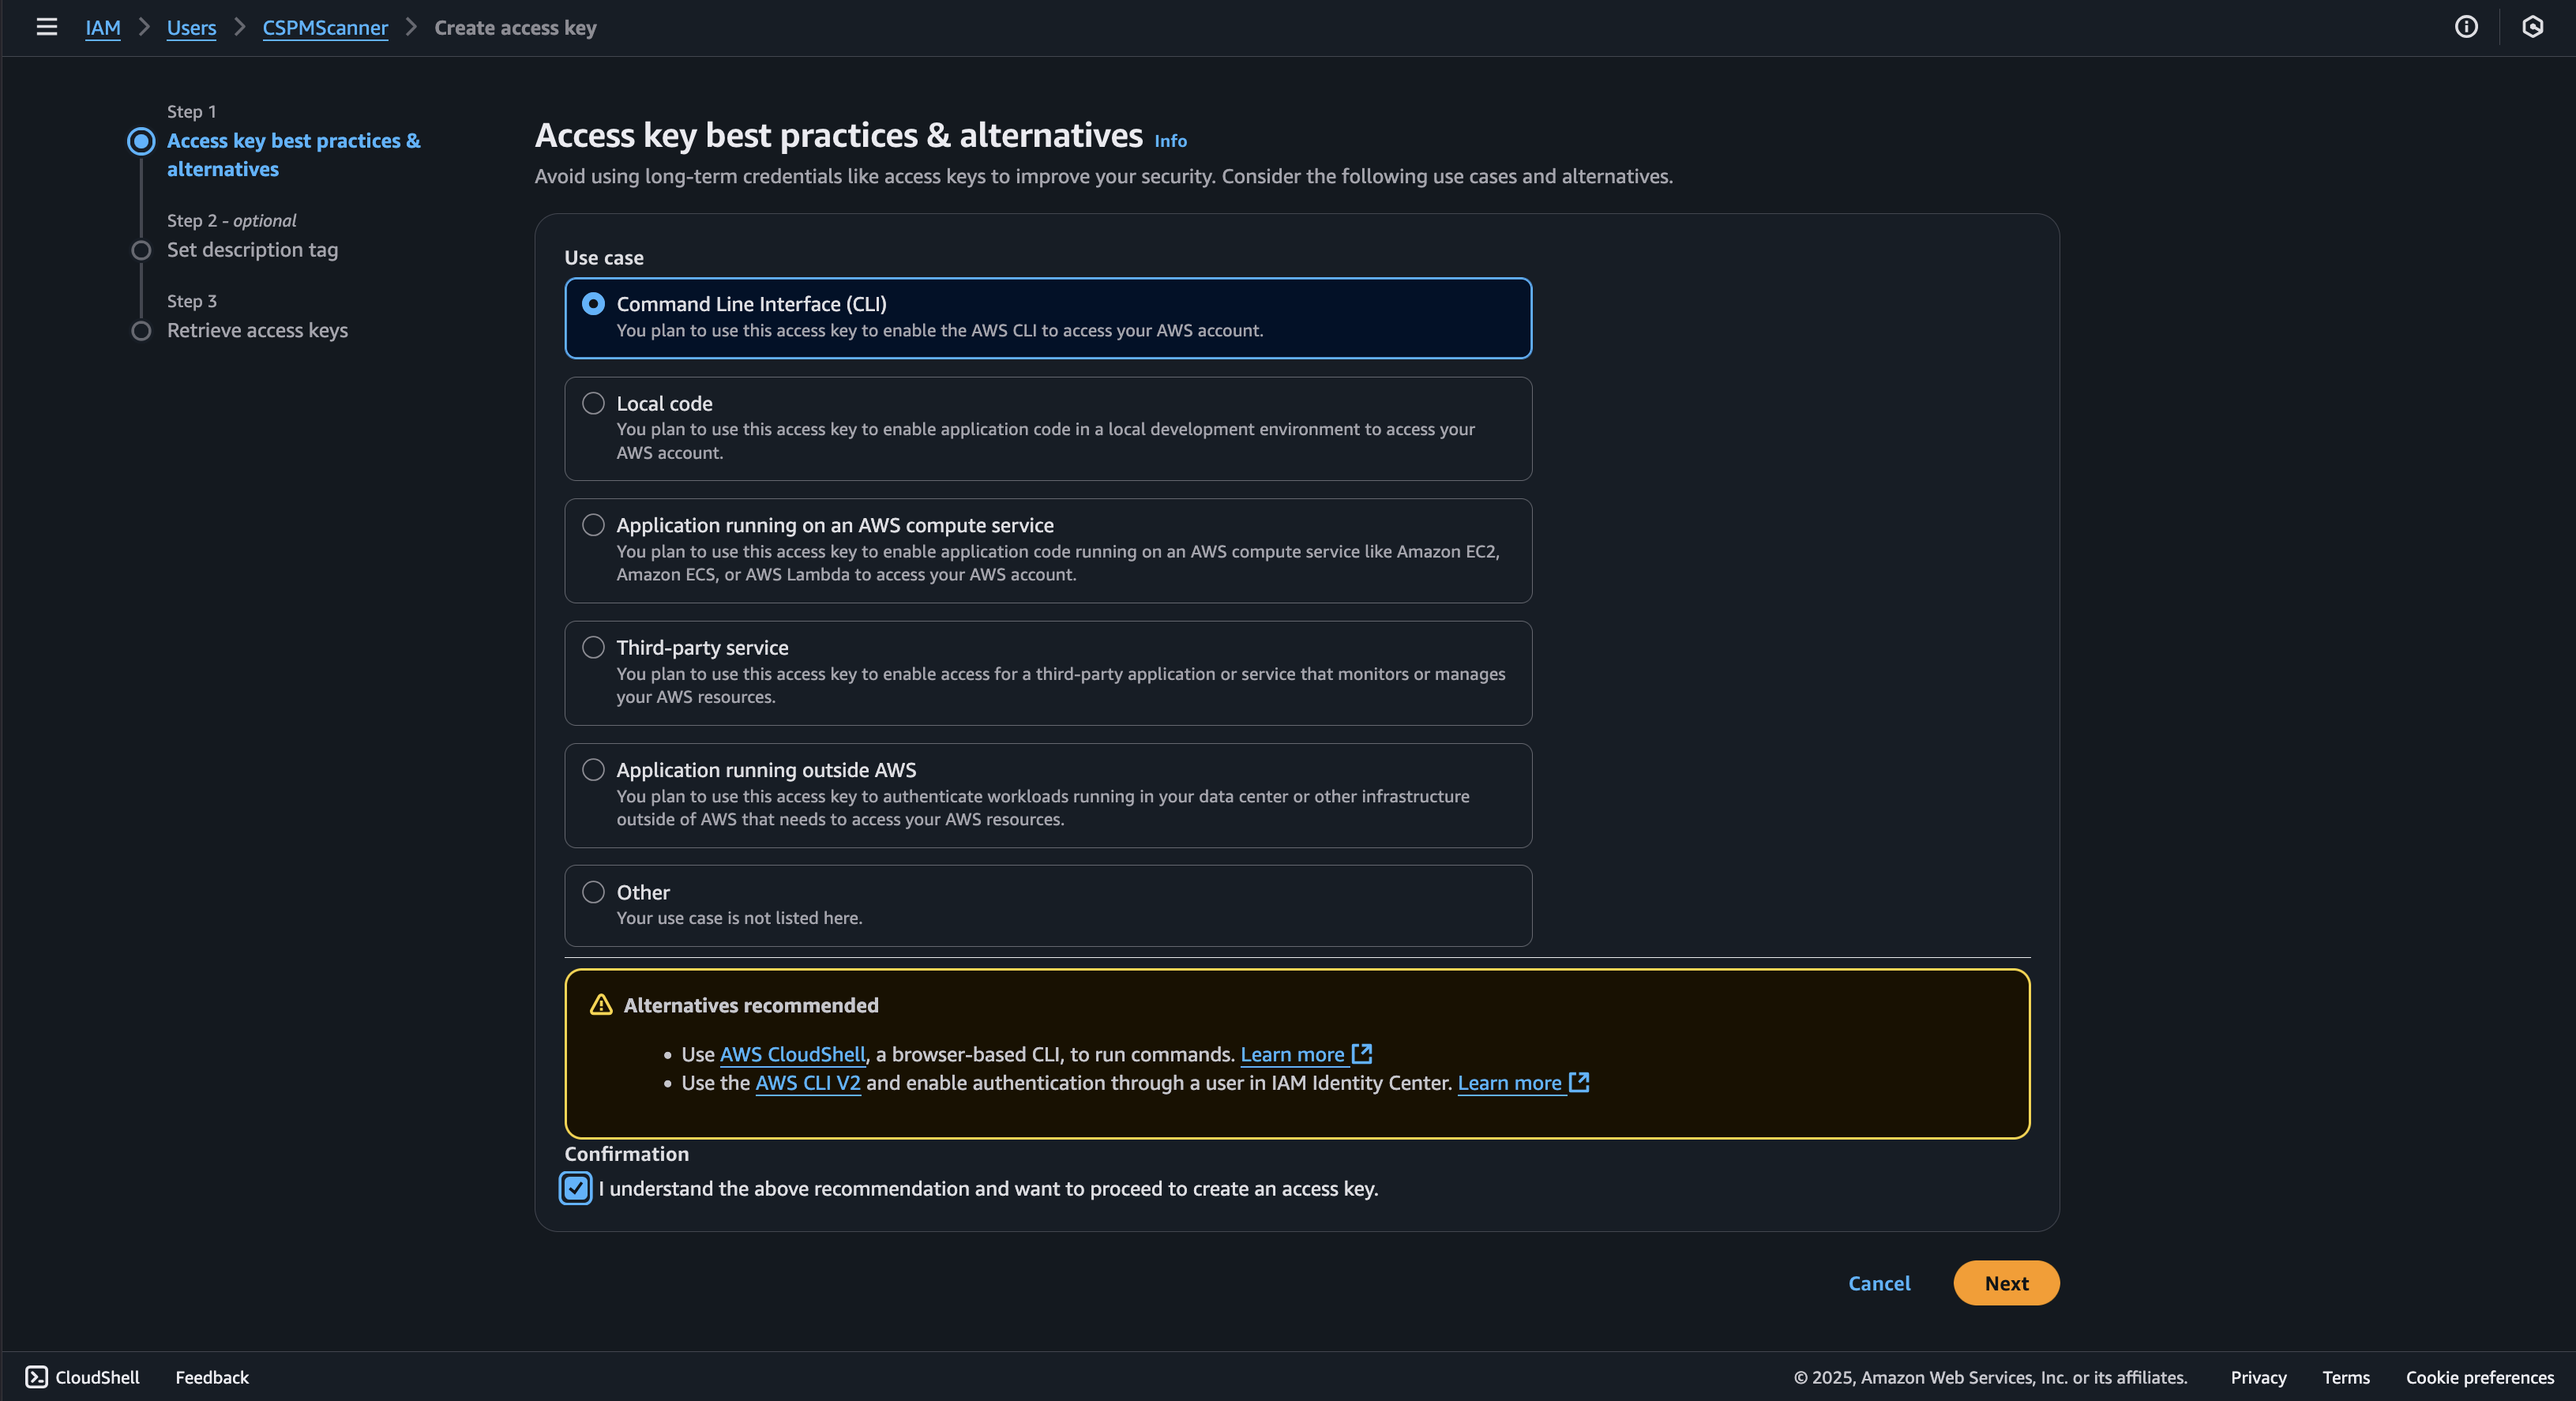 IAM > Users > CSPMScanner > Create access key
Step 1
Access key best practices &
alternatives
Step 2 - optional
Set description tag
Step 3
Retrieve access keys
Access key best practices & alternatives Info
Avoid using long-term credentials like access keys to improve your security. Consider the following use cases and alternatives.
Use case
Command Line Interface (CLI)
You plan to use this access key to enable the AWS CLI to access your AWS account.
Local code
You plan to use this access key to enable application code in a local development environment to access your
AWS account.
Application running on an AWS compute service
You plan to use this access key to enable application code running on an AWS compute service like Amazon EC2,
Amazon ECS, or AWS Lambda to access your AWS account.
Third-party service
You plan to use this access key to enable access for a third-party application or service that monitors or manages
your AWS resources.
Application running outside AWS
You plan to use this access key to authenticate workloads running in your data center or other infrastructure
outside of AWS that needs to access your AWS resources.
Other
Your use case is not listed here.
Alternatives recommended
• Use AWS CloudShell, a browser-based CLI, to run commands. Learn more
• Use the AWS CLI V2 and enable authentication through a user in IAM Identity Center. Learn more
Confirmation
I understand the above recommendation and want to proceed to create an access key.
Cancel Next
CloudShell Feedback © 2025, Amazon Web Services, Inc. or its affiliates. Privacy Terms Cookie preferences